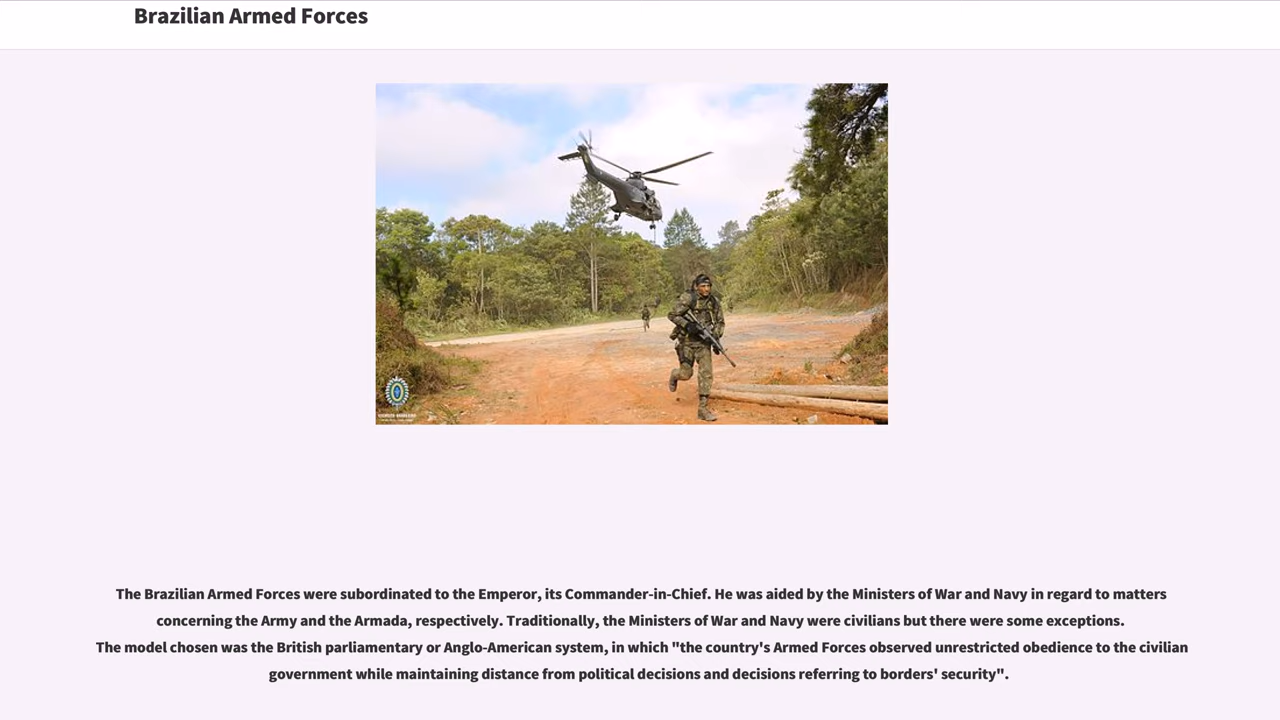 Brazilian Armed Forces
The Brazilian Armed Forces were subordinated to the Emperor, its Commander-in-Chief. He was aided by the Ministers of War and Navy in regard to matters
concerning the Army and the Armada, respectively. Traditionally, the Ministers of War and Navy were civilians but there were some exceptions.
The model chosen was the British parliamentary or Anglo-American system, in which "the country's Armed Forces observed unrestricted obedience to the civilian
government while maintaining distance from political decisions and decisions referring to borders' security".